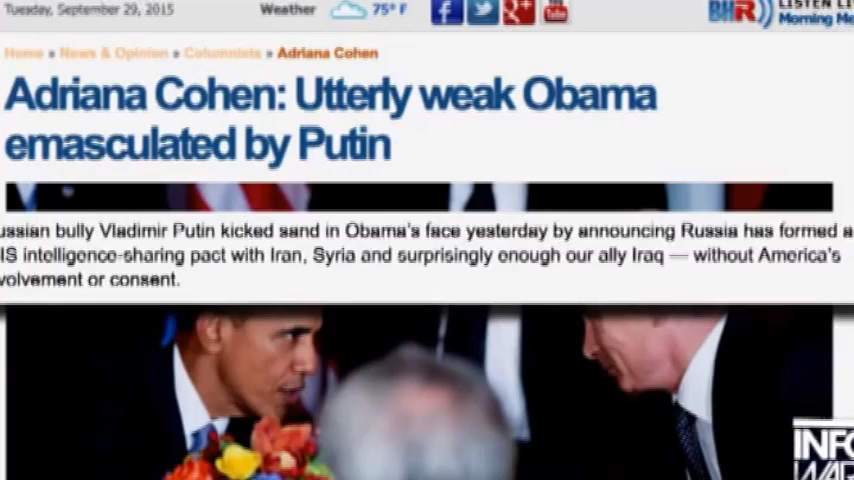 Tuesday, September 29, 2015
Weather 75° F
BHR LISTEN LI
Morning Me
Home » News & Opinion » Columnists » Adriana Cohen
Adriana Cohen: Utterly weak Obama
emasculated by Putin
ussian bully Vladimir Putin kicked sand in Obama's face yesterday by announcing Russia has formed a
IS intelligence-sharing pact with Iran, Syria and surprisingly enough our ally Iraq — without America's
volvement or consent.
INFO
WAR